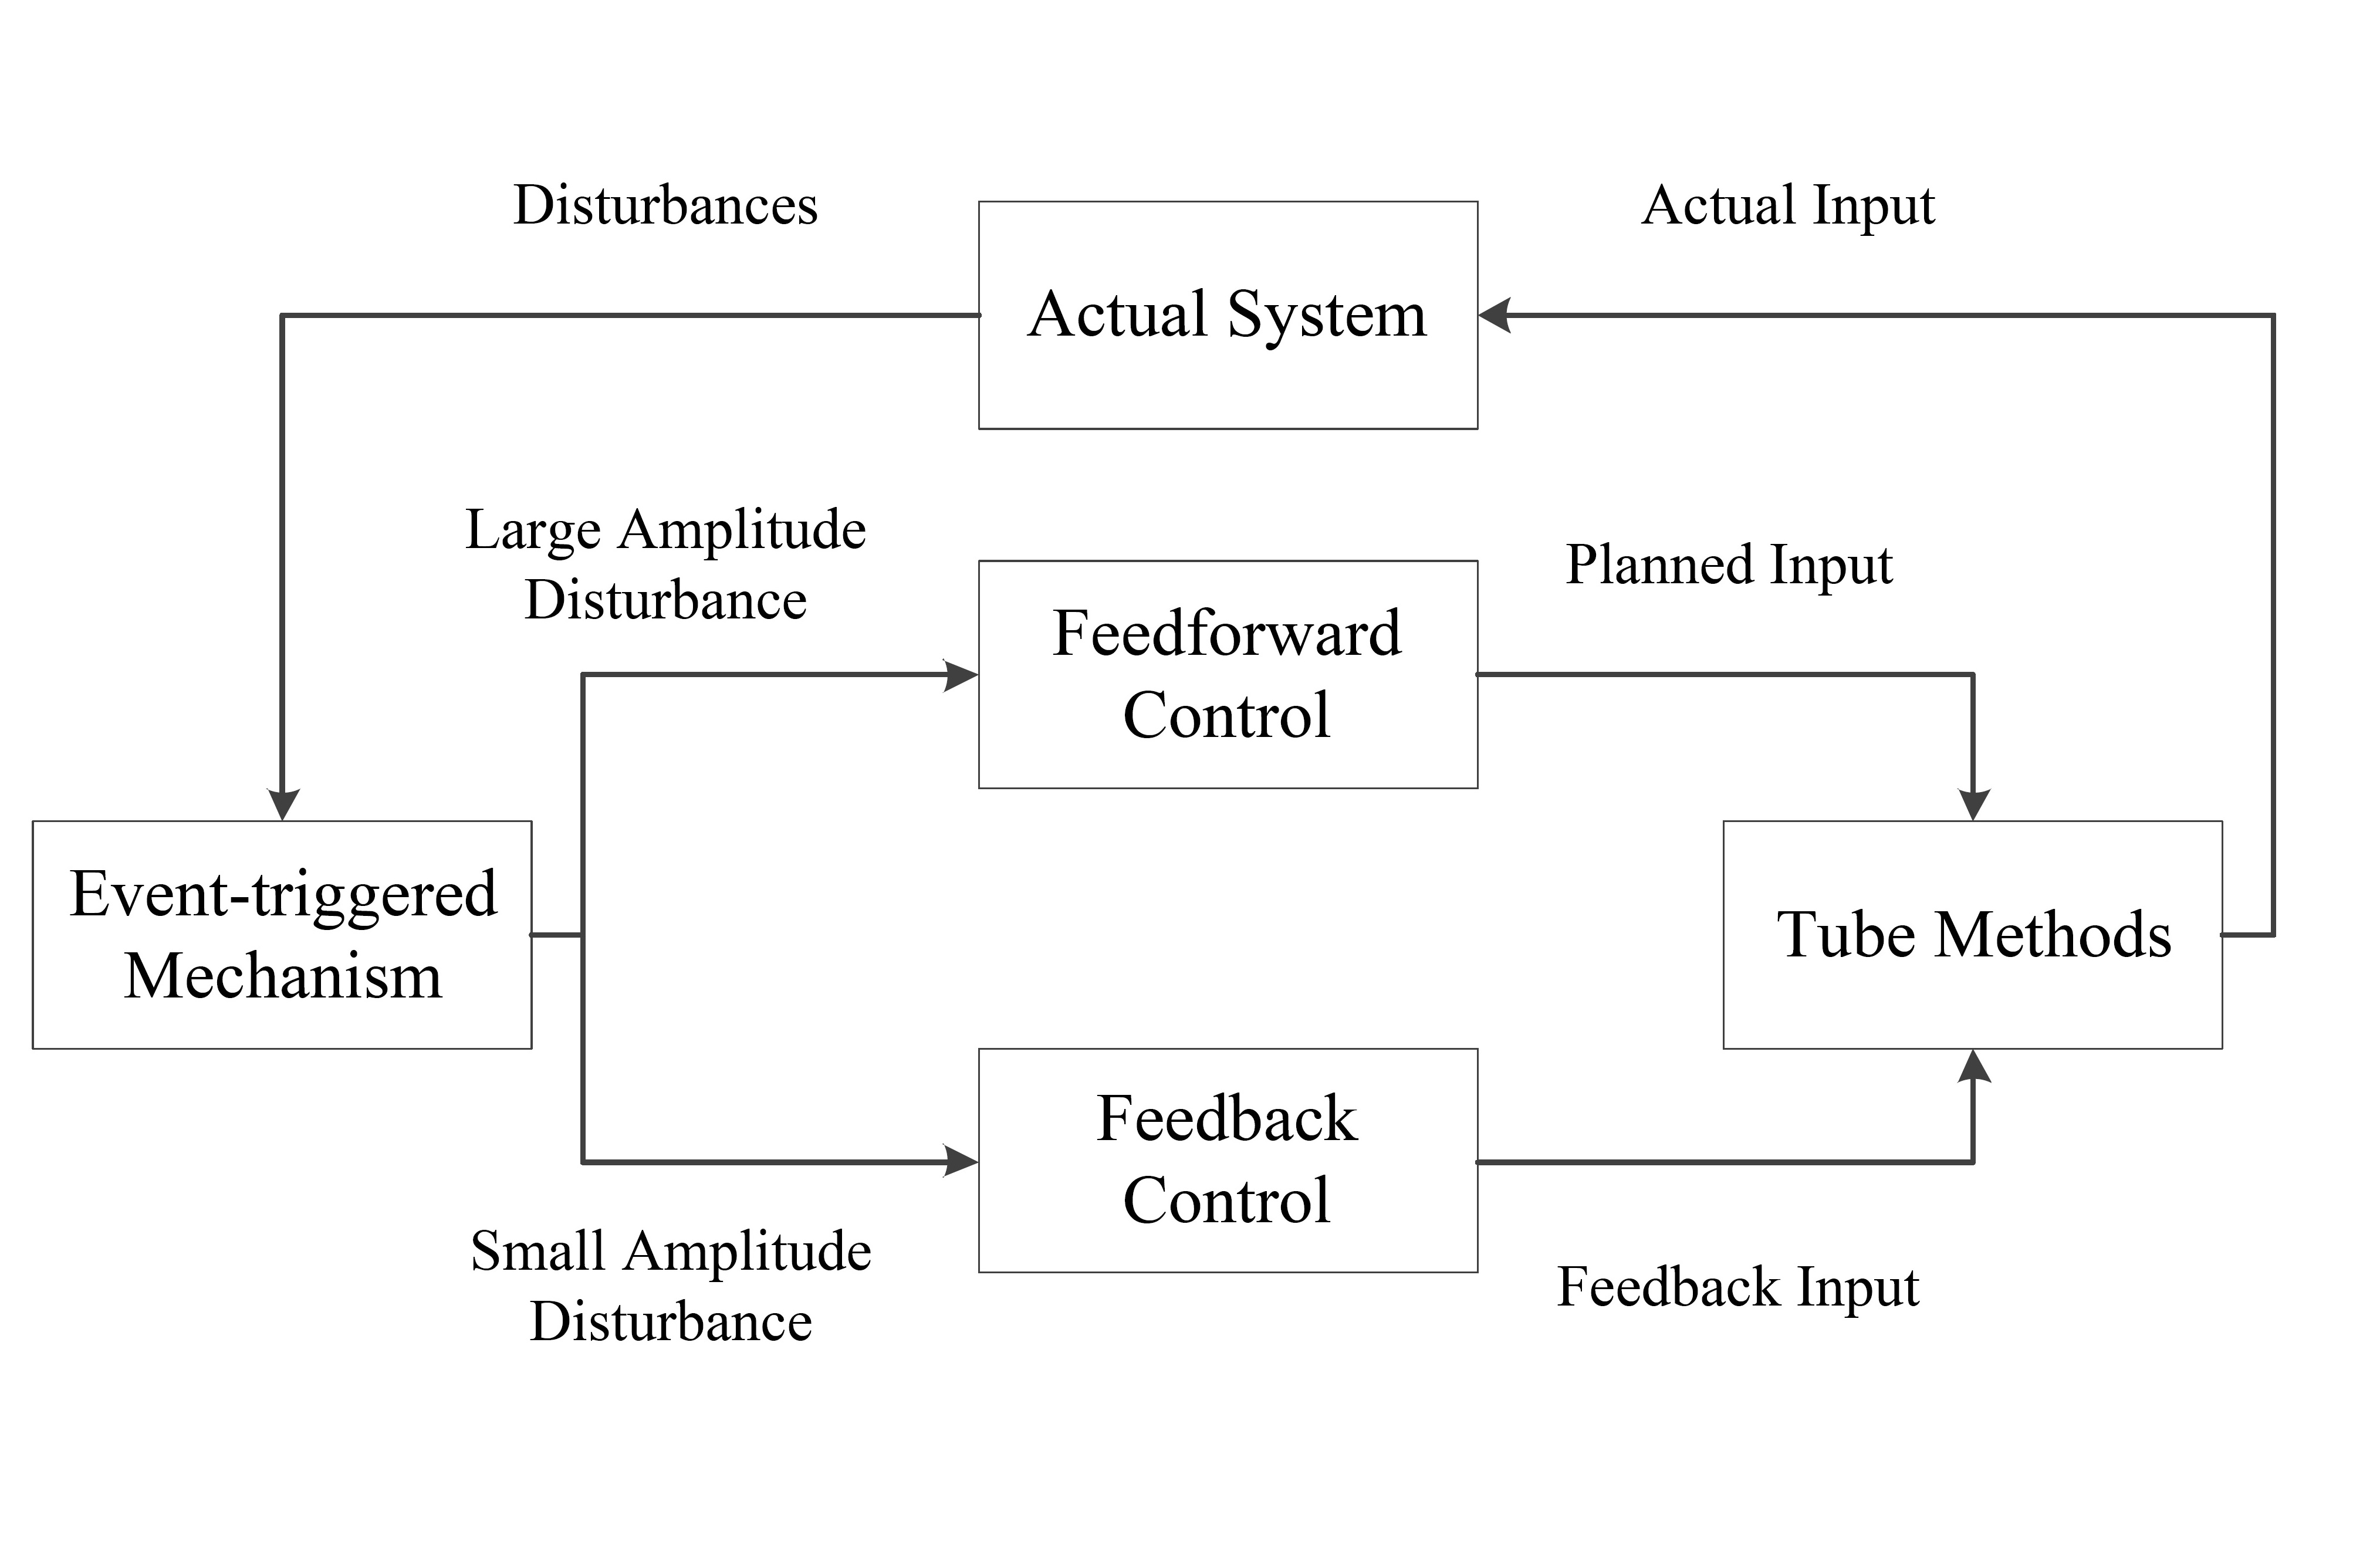 Disturbances
Actual Input
Actual System
Large Amplitude
Disturbance
Planned Input
Feedforward
Control
Event-triggered
Mechanism
Tube Methods
Feedback
Control
Small Amplitude
Disturbance
Feedback Input